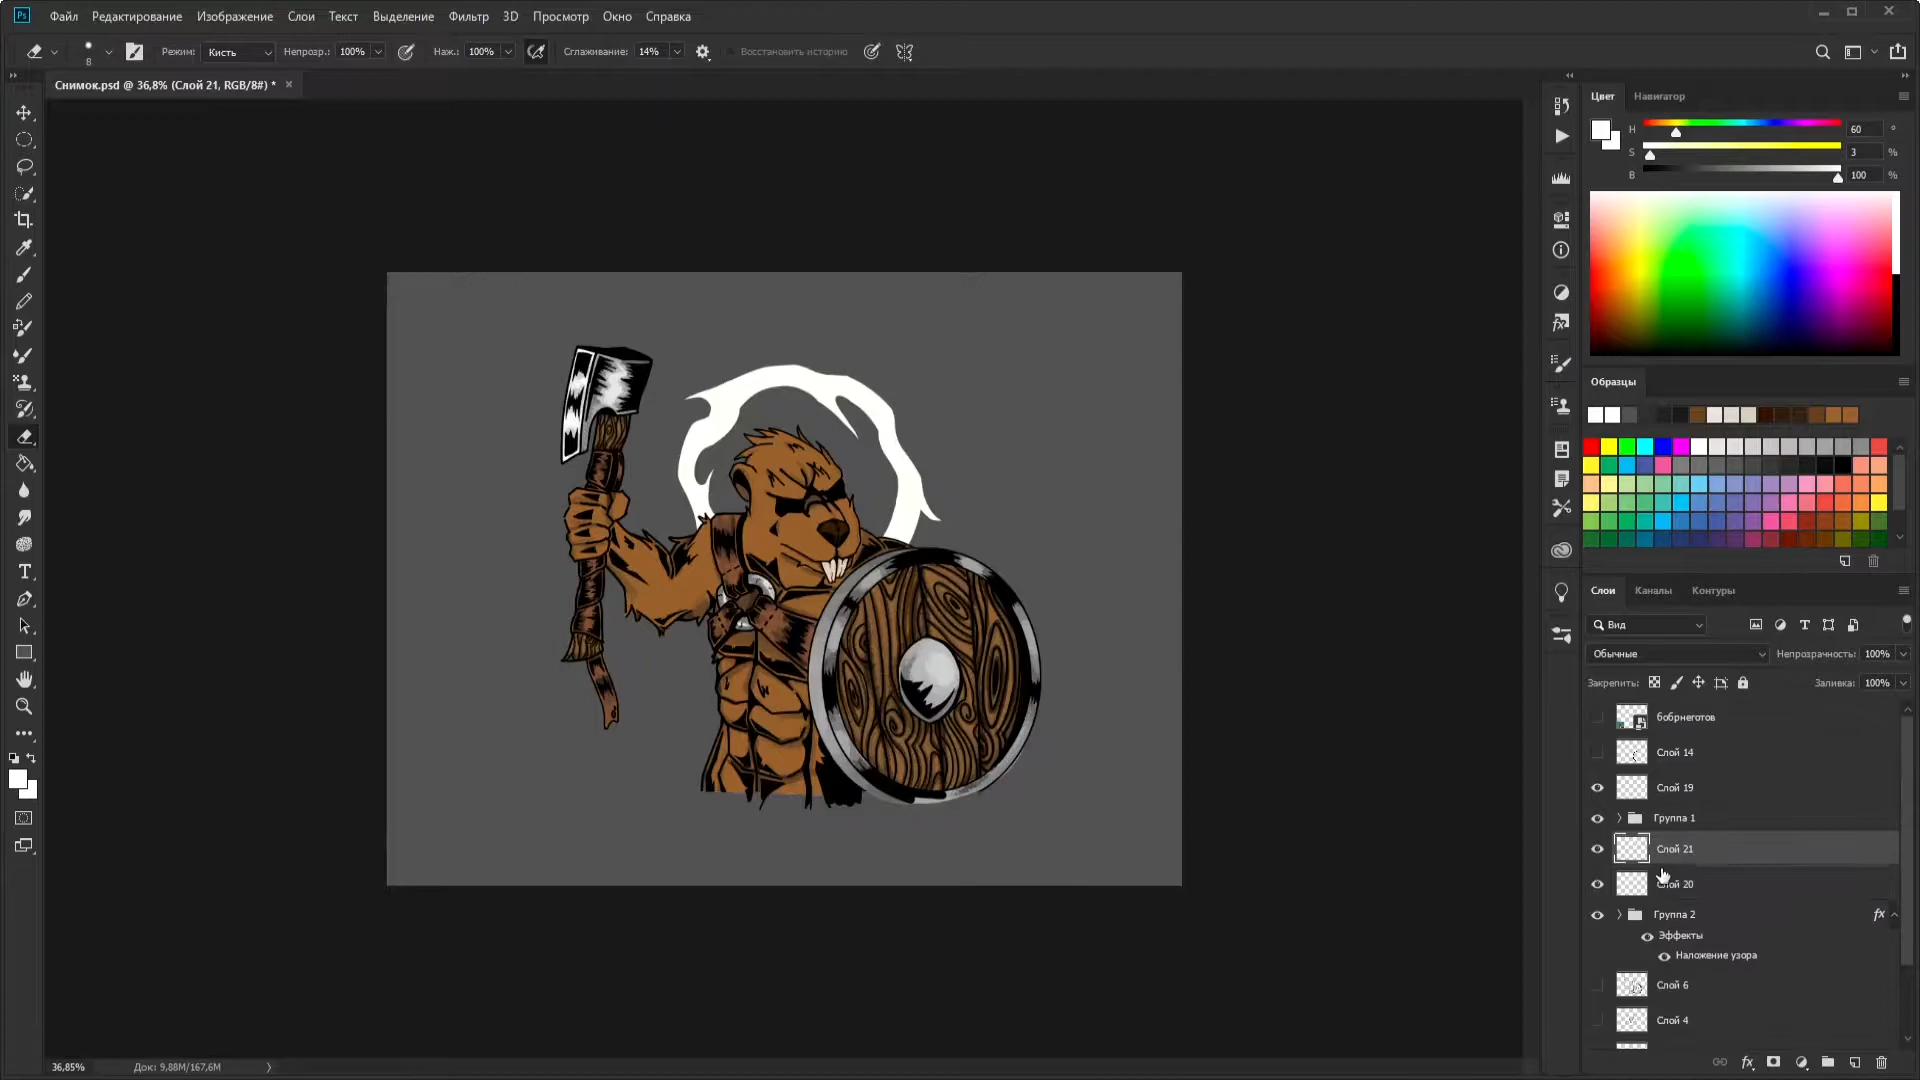 Ps Файл Редактирование Изображение Слои Текст Выделение Фильтр 3D Просмотр Окно Справка
8 Режим: Кисть Непрозр.: 100% Наж.: 100% Сглаживание: 14% Восстановить историю
Снимок.psd @ 36,8% (Слой 21, RGB/8#) *
Цвет Навигатор
H 60 °
S 3 %
B 100 %
Образцы
Слои Каналы Контуры
Вид
Обычные Непрозрачность: 100%
Закрепить: Заливка: 100%
бобрнеготов
Слой 14
Слой 19
Группа 1
Слой 21
Слой 20
Группа 2 fx
Эффекты
Наложение узора
Слой 6
Слой 4
36,85% Док: 9,88M/167,6M